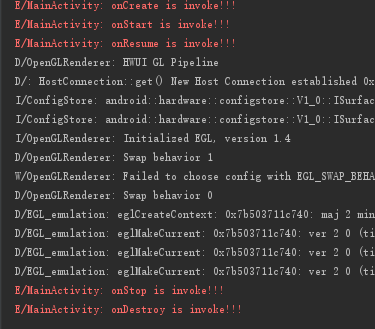 E/MainActivity: onCreate is invoke!!!
E/MainActivity: onStart is invoke!!!
E/MainActivity: onResume is invoke!!!
D/OpenGLRenderer: HWUI GL Pipeline
D/: HostConnection::get() New Host Connection established 0x
I/ConfigStore: android::hardware::configstore::V1_0::ISurfac
I/ConfigStore: android::hardware::configstore::V1_0::ISurfac
I/OpenGLRenderer: Initialized EGL, version 1.4
D/OpenGLRenderer: Swap behavior 1
W/OpenGLRenderer: Failed to choose config with EGL_SWAP_BEHA
D/OpenGLRenderer: Swap behavior 0
D/EGL_emulation: eglCreateContext: 0x7b503711c740: maj 2 min
D/EGL_emulation: eglMakeCurrent: 0x7b503711c740: ver 2 0 (ti
D/EGL_emulation: eglMakeCurrent: 0x7b503711c740: ver 2 0 (ti
D/EGL_emulation: eglMakeCurrent: 0x7b503711c740: ver 2 0 (ti
E/MainActivity: onStop is invoke!!!
E/MainActivity: onDestroy is invoke!!!